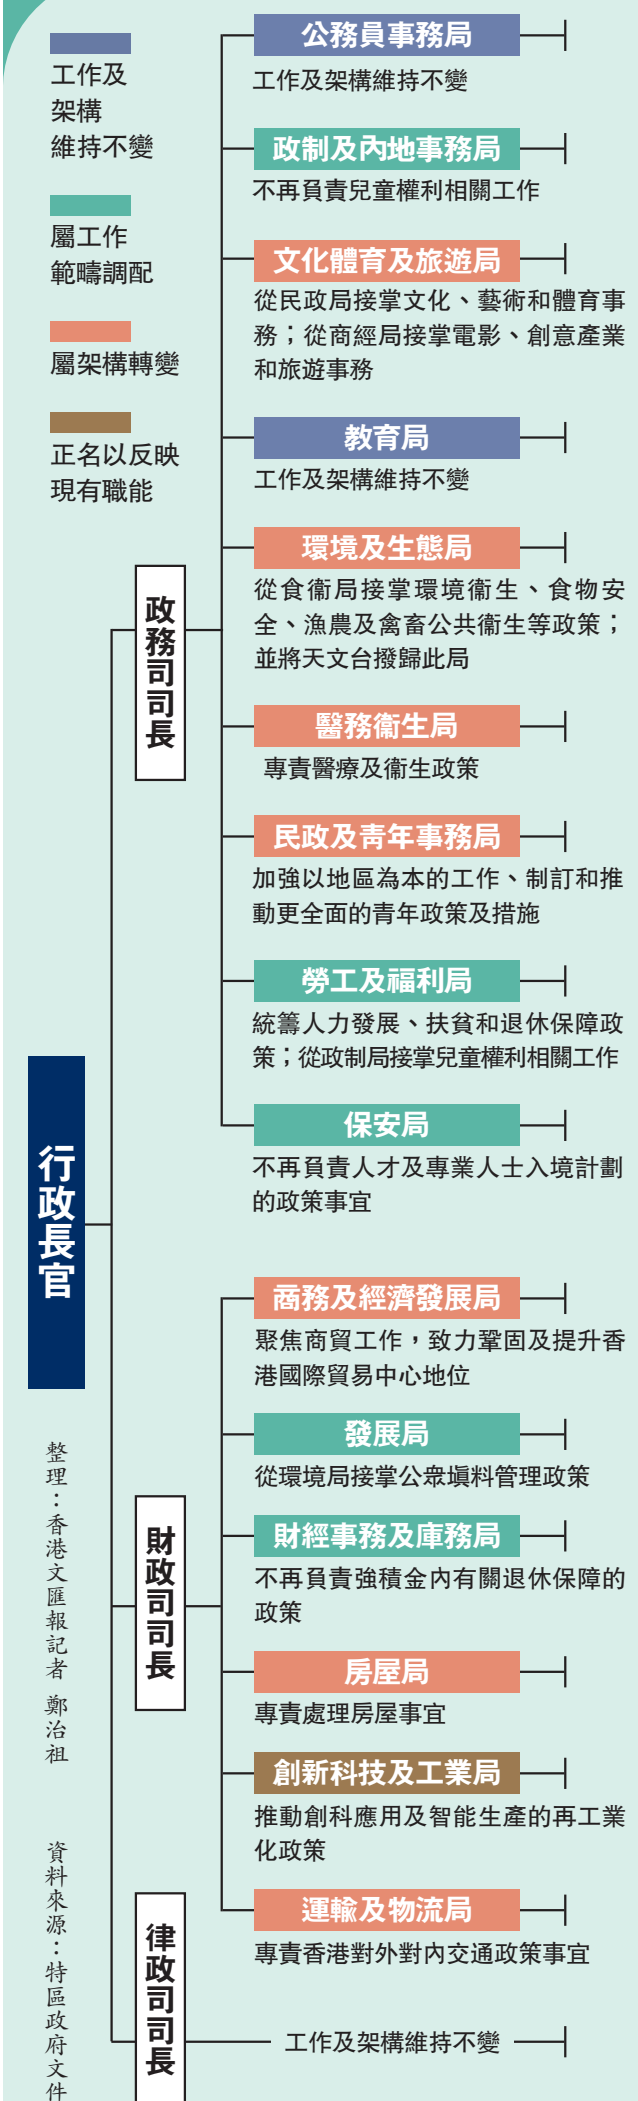 工作及
架構
維持不變
屬工作
範疇調配
屬架構轉變
正名以反映
現有職能
行政長官
政務司司長
公務員事務局
工作及架構維持不變
政制及內地事務局
不再負責兒童權利相關工作
文化體育及旅遊局
從民政局接掌文化、藝術和體育事
務；從商經局接掌電影、創意產業
和旅遊事務
教育局
工作及架構維持不變
環境及生態局
從食衞局接掌環境衞生、食物安
全、漁農及禽畜公共衞生等政策；
並將天文台撥歸此局
醫務衞生局
專責醫療及衞生政策
民政及青年事務局
加強以地區為本的工作、制訂和推
動更全面的青年政策及措施
勞工及福利局
統籌人力發展、扶貧和退休保障政
策；從政制局接掌兒童權利相關工作
保安局
不再負責人才及專業人士入境計劃
的政策事宜
財政司司長
商務及經濟發展局
聚焦商貿工作，致力鞏固及提升香
港國際貿易中心地位
發展局
從環境局接掌公眾填料管理政策
財經事務及庫務局
不再負責強積金內有關退休保障的
政策
房屋局
專責處理房屋事宜
創新科技及工業局
推動創科應用及智能生產的再工業
化政策
運輸及物流局
專責香港對外對內交通政策事宜
律政司司長
工作及架構維持不變
整理：香港文匯報記者 鄭治祖
資料來源：特區政府文件